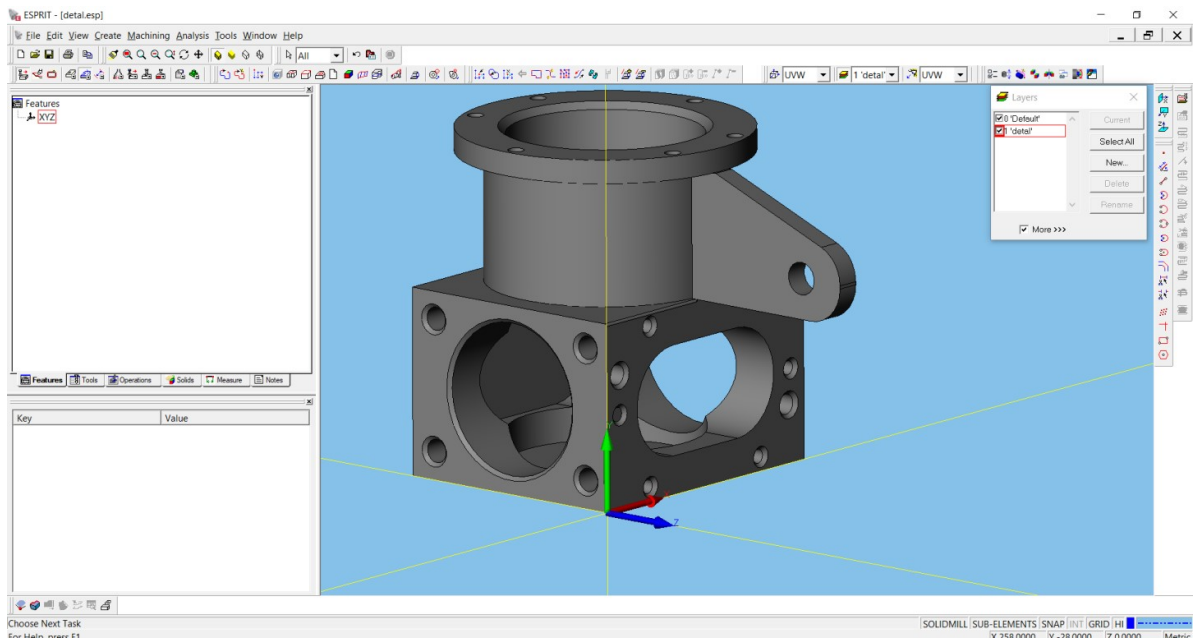 ESPRIT - [detal.esp]
File Edit View Create Machining Analysis Tools Window Help
All
UVW 1 'detal' UVW
Features
XYZ
Layers
0 'Default'
1 'detal'
Current
Select All
New...
Delete
Rename
More >>>
Features Tools Operations Solids Measure Notes
Key Value
Y
Z
Choose Next Task
SOLIDMILL SUB-ELEMENTS SNAP INT GRID HI
For Help, press F1
X 258.0000 Y -28.0000 Z 0.0000 Metric